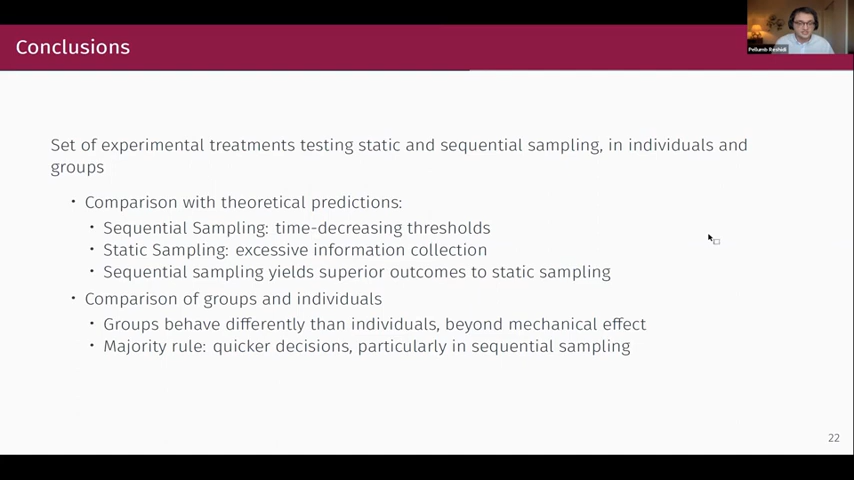 Conclusions
Set of experimental treatments testing static and sequential sampling, in individuals and
groups
• Comparison with theoretical predictions:
• Sequential Sampling: time-decreasing thresholds
• Static Sampling: excessive information collection
• Sequential sampling yields superior outcomes to static sampling
• Comparison of groups and individuals
• Groups behave differently than individuals, beyond mechanical effect
• Majority rule: quicker decisions, particularly in sequential sampling
22